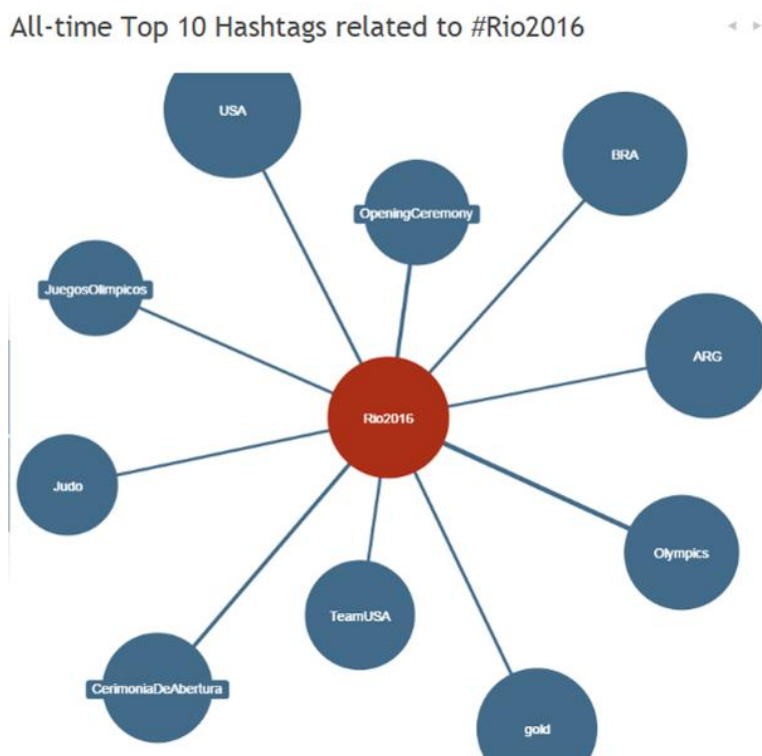 All-time Top 10 Hashtags related to #Rio2016
USA
BRA
OpeningCeremony
JuegosOlimpicos
ARG
Rio2016
Judo
Olympics
TeamUSA
CerimoniaDeAbertura
gold